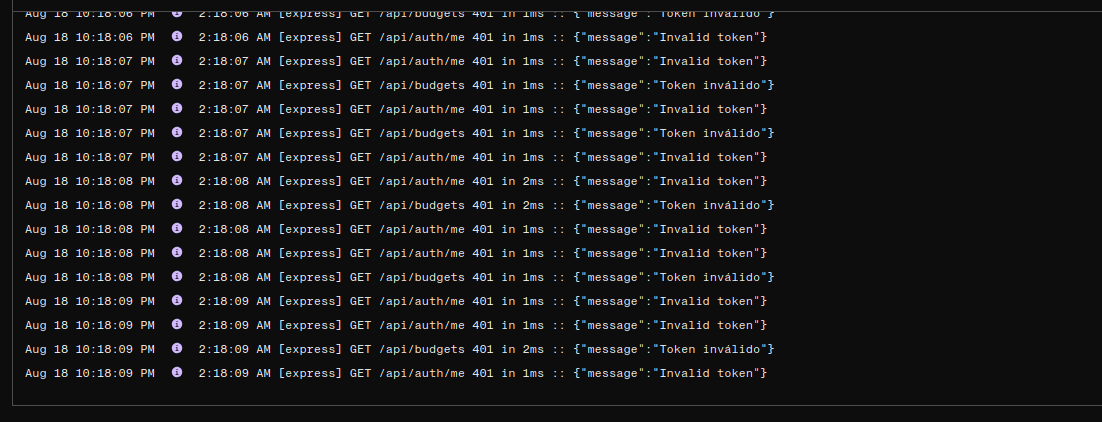 Aug 18 10:18:06 PM 2:18:06 AM [express] GET /api/budgets 401 in 1ms :: {"message":"Token inválido"}
Aug 18 10:18:06 PM 2:18:06 AM [express] GET /api/auth/me 401 in 1ms :: {"message":"Invalid token"}
Aug 18 10:18:07 PM 2:18:07 AM [express] GET /api/auth/me 401 in 1ms :: {"message":"Invalid token"}
Aug 18 10:18:07 PM 2:18:07 AM [express] GET /api/budgets 401 in 1ms :: {"message":"Token inválido"}
Aug 18 10:18:07 PM 2:18:07 AM [express] GET /api/auth/me 401 in 1ms :: {"message":"Invalid token"}
Aug 18 10:18:07 PM 2:18:07 AM [express] GET /api/budgets 401 in 1ms :: {"message":"Token inválido"}
Aug 18 10:18:07 PM 2:18:07 AM [express] GET /api/auth/me 401 in 1ms :: {"message":"Invalid token"}
Aug 18 10:18:08 PM 2:18:08 AM [express] GET /api/auth/me 401 in 2ms :: {"message":"Invalid token"}
Aug 18 10:18:08 PM 2:18:08 AM [express] GET /api/budgets 401 in 2ms :: {"message":"Token inválido"}
Aug 18 10:18:08 PM 2:18:08 AM [express] GET /api/auth/me 401 in 1ms :: {"message":"Invalid token"}
Aug 18 10:18:08 PM 2:18:08 AM [express] GET /api/auth/me 401 in 1ms :: {"message":"Invalid token"}
Aug 18 10:18:08 PM 2:18:08 AM [express] GET /api/budgets 401 in 1ms :: {"message":"Token inválido"}
Aug 18 10:18:09 PM 2:18:09 AM [express] GET /api/auth/me 401 in 1ms :: {"message":"Invalid token"}
Aug 18 10:18:09 PM 2:18:09 AM [express] GET /api/auth/me 401 in 1ms :: {"message":"Invalid token"}
Aug 18 10:18:09 PM 2:18:09 AM [express] GET /api/budgets 401 in 2ms :: {"message":"Token inválido"}
Aug 18 10:18:09 PM 2:18:09 AM [express] GET /api/auth/me 401 in 1ms :: {"message":"Invalid token"}